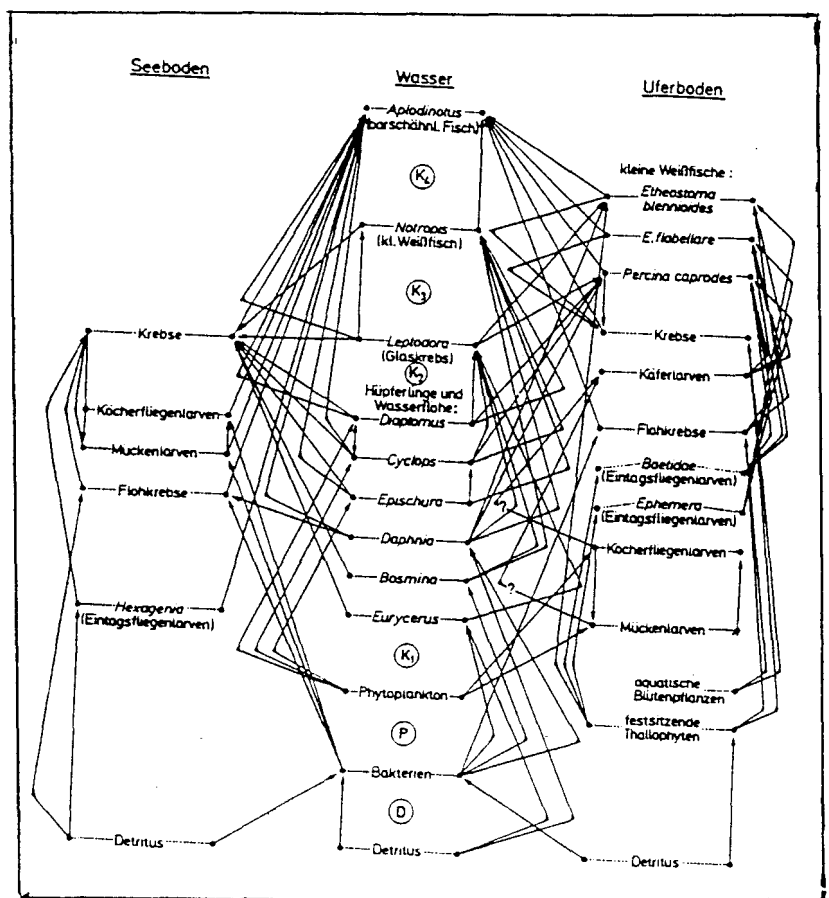 Seeboden
Krebse
Köcherfliegenlarven
Mückenlarven
Flohkrebse
Hexagenia
(Eintagsfliegenlarven)
Detritus
Wasser
Aplodinotus
(barschähnl. Fisch)
K4
Notropis
(kl. Weißfisch)
K3
Leptodora
(Glaskrebs)
K2
Hüpferlinge und
Wasserflöhe:
Diaptomus
Cyclops
Epischura
Daphnia
Bosmina
Eurycerus
K1
Phytoplankton
P
Bakterien
D
Detritus
?
?
Uferboden
kleine Weißfische:
Etheostoma
blennioides
E. flabellare
Percina caprodes
Krebse
Käferlarven
Flohkrebse
Baetidae
(Eintagsfliegenlarven)
Ephemera
(Eintagsfliegenlarven)
Köcherfliegenlarven
Mückenlarven
aquatische
Blütenpflanzen
festsitzende
Thallophyten
Detritus